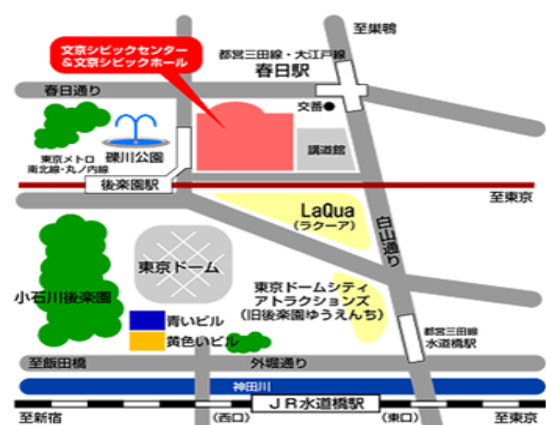 至巣鴨
文京シビックセンター
&文京シビックホール
都営三田線・大江戸線
春日駅
春日通り
交番●
礫川公園
講道館
東京メトロ
南北線・丸ノ内線
後楽園駅
至東京
LaQua
(ラクーア)
白山通り
東京ドーム
小石川後楽園
東京ドームシティ
アトラクションズ
(旧後楽園ゆうえんち)
青いビル
黄色いビル
都営三田線
水道橋駅
至飯田橋
外堀通り
神田川
JR水道橋駅
至新宿
(西口)
(東口)
至東京